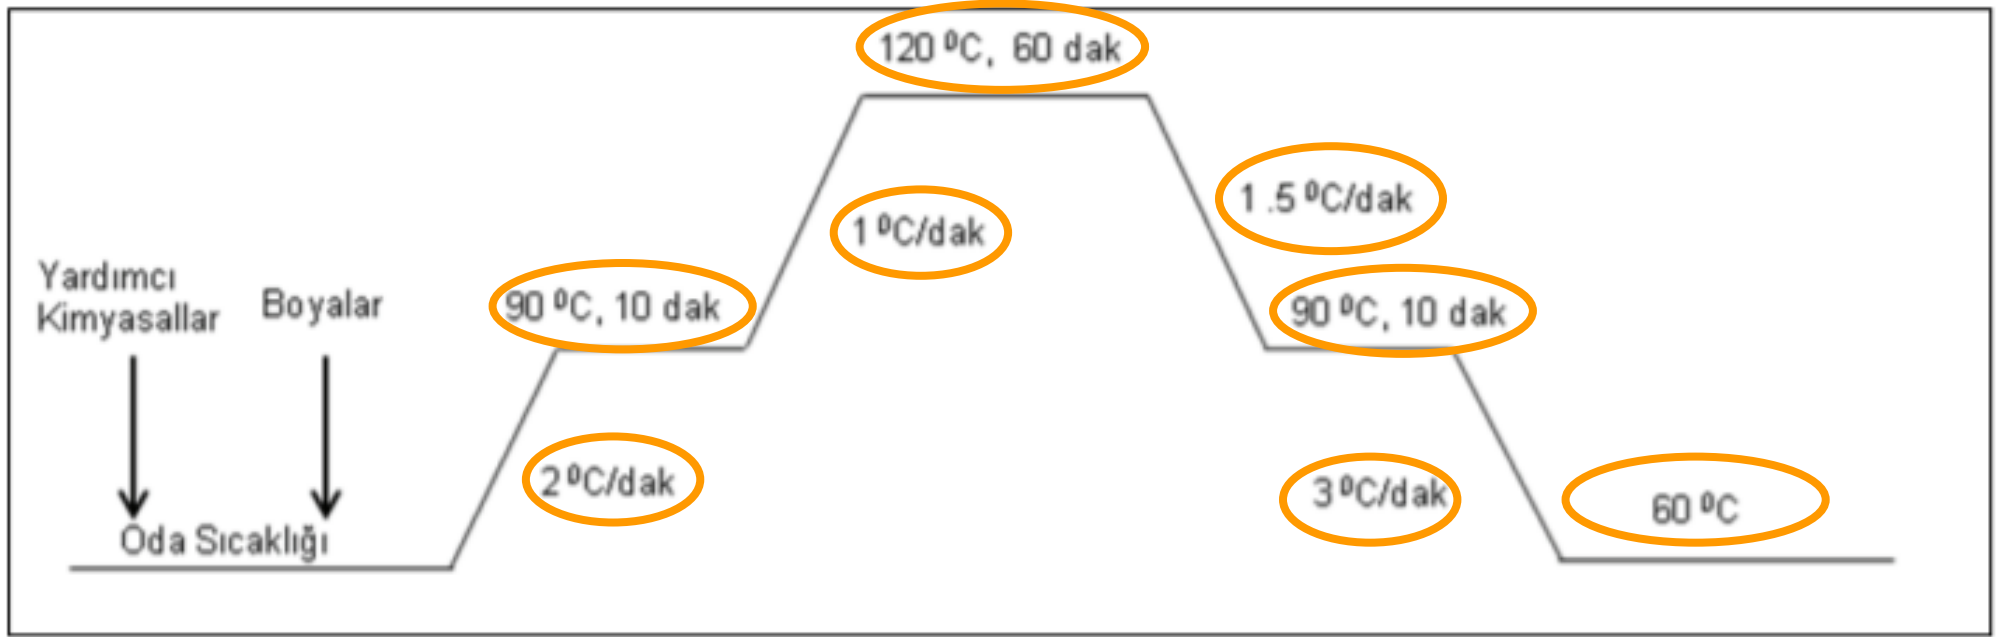 120 ⁰C, 60 dak
1 .5 ⁰C/dak
1 ⁰C/dak
Yardımcı
Kimyasallar
Boyalar
90 ⁰C, 10 dak
90 ⁰C, 10 dak
2 ⁰C/dak
3 ⁰C/dak
60 ⁰C
Oda Sıcaklığı